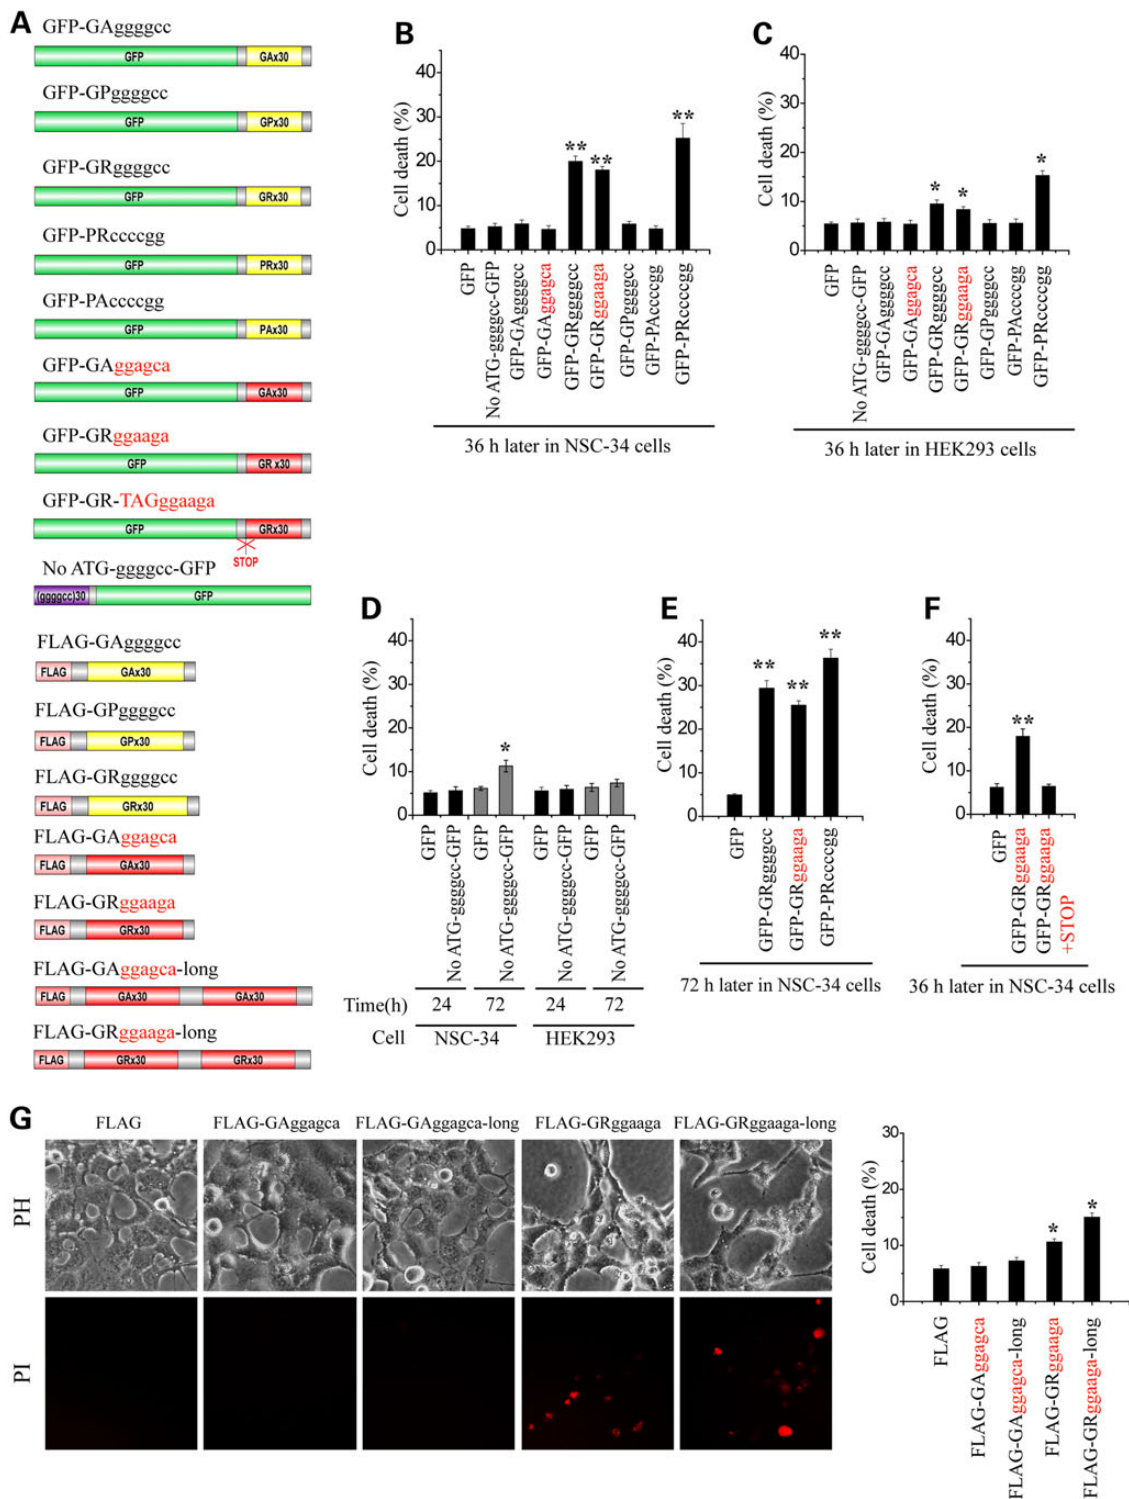 A
GFP-GAggggcc
GFP
GAx30
GFP-GPggggcc
GFP
GPx30
GFP-GRggggcc
GFP
GRx30
GFP-PRccccgg
GFP
PRx30
GFP-PAccccgg
GFP
PAx30
GFP-GAggagca
GFP
GAx30
GFP-GRggaaga
GFP
GR x30
GFP-GR-TAGggaaga
GFP
GRx30
STOP
No ATG-ggggcc-GFP
(ggggcc)30
GFP
FLAG-GAggggcc
FLAG
GAx30
FLAG-GPggggcc
FLAG
GPx30
FLAG-GRggggcc
FLAG
GRx30
FLAG-GAggagca
FLAG
GAx30
FLAG-GRggaaga
FLAG
GRx30
FLAG-GAggagca-long
FLAG
GAx30
GAx30
FLAG-GRggaaga-long
FLAG
GRx30
GRx30
B
Cell death (%)
40
30
20
10
0
**
**
**
GFP
No ATG-ggggcc-GFP
GFP-GAggggcc
GFP-GAggagca
GFP-GRggggcc
GFP-GRggaaga
GFP-GPggggcc
GFP-PAccccgg
GFP-PRccccgg
36 h later in NSC-34 cells
C
Cell death (%)
40
30
20
10
0
*
*
*
GFP
No ATG-ggggcc-GFP
GFP-GAggggcc
GFP-GAggagca
GFP-GRggggcc
GFP-GRggaaga
GFP-GPggggcc
GFP-PAccccgg
GFP-PRccccgg
36 h later in HEK293 cells
D
Cell death (%)
40
30
20
10
0
*
GFP
No ATG-ggggcc-GFP
GFP
No ATG-ggggcc-GFP
GFP
No ATG-ggggcc-GFP
GFP
No ATG-ggggcc-GFP
Time(h) 24 72 24 72
Cell NSC-34 HEK293
E
Cell death (%)
40
30
20
10
0
**
**
**
GFP
GFP-GRggggcc
GFP-GRggaaga
GFP-PRccccgg
72 h later in NSC-34 cells
F
Cell death (%)
40
30
20
10
0
**
GFP
GFP-GRggaaga
GFP-GRggaaga
+STOP
36 h later in NSC-34 cells
G
FLAG
FLAG-GAggagca
FLAG-GAggagca-long
FLAG-GRggaaga
FLAG-GRggaaga-long
PH
PI
Cell death (%)
30
20
10
0
*
*
FLAG
FLAG-GAggagca
FLAG-GAggagca-long
FLAG-GRggaaga
FLAG-GRggaaga-long